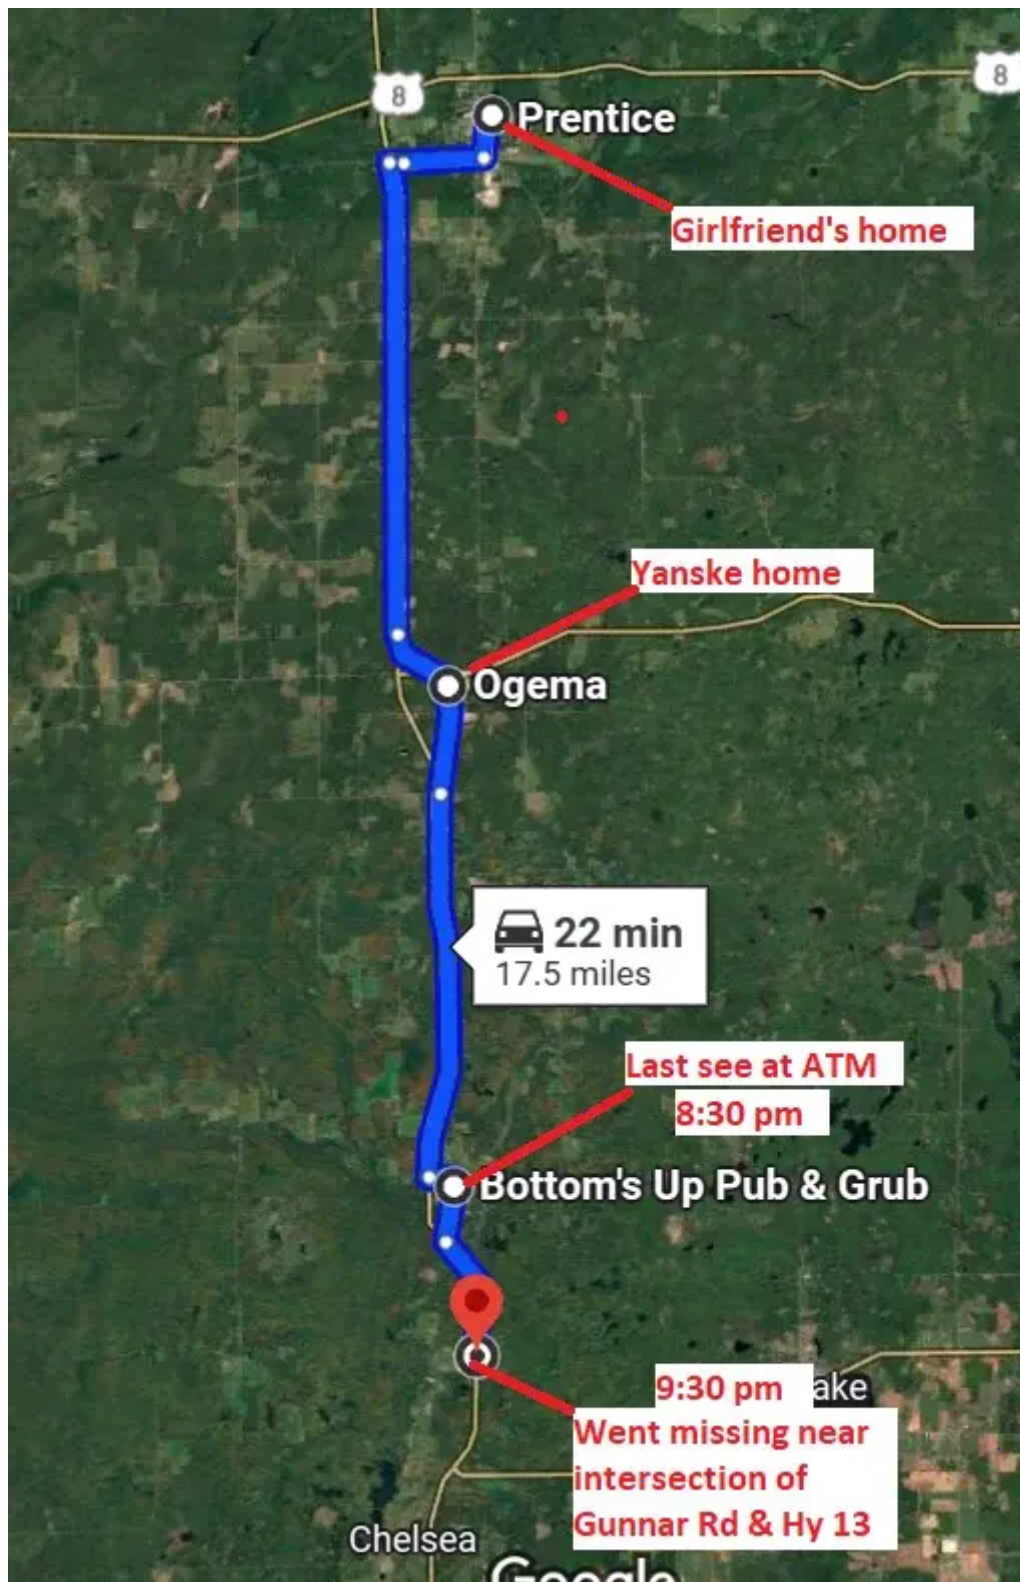 8
8
Prentice
Girlfriend's home
Yanske home
Ogema
22 min
17.5 miles
Last see at ATM
8:30 pm
Bottom's Up Pub & Grub
9:30 pm
ake
Went missing near
intersection of
Gunnar Rd & Hy 13
Chelsea
Google